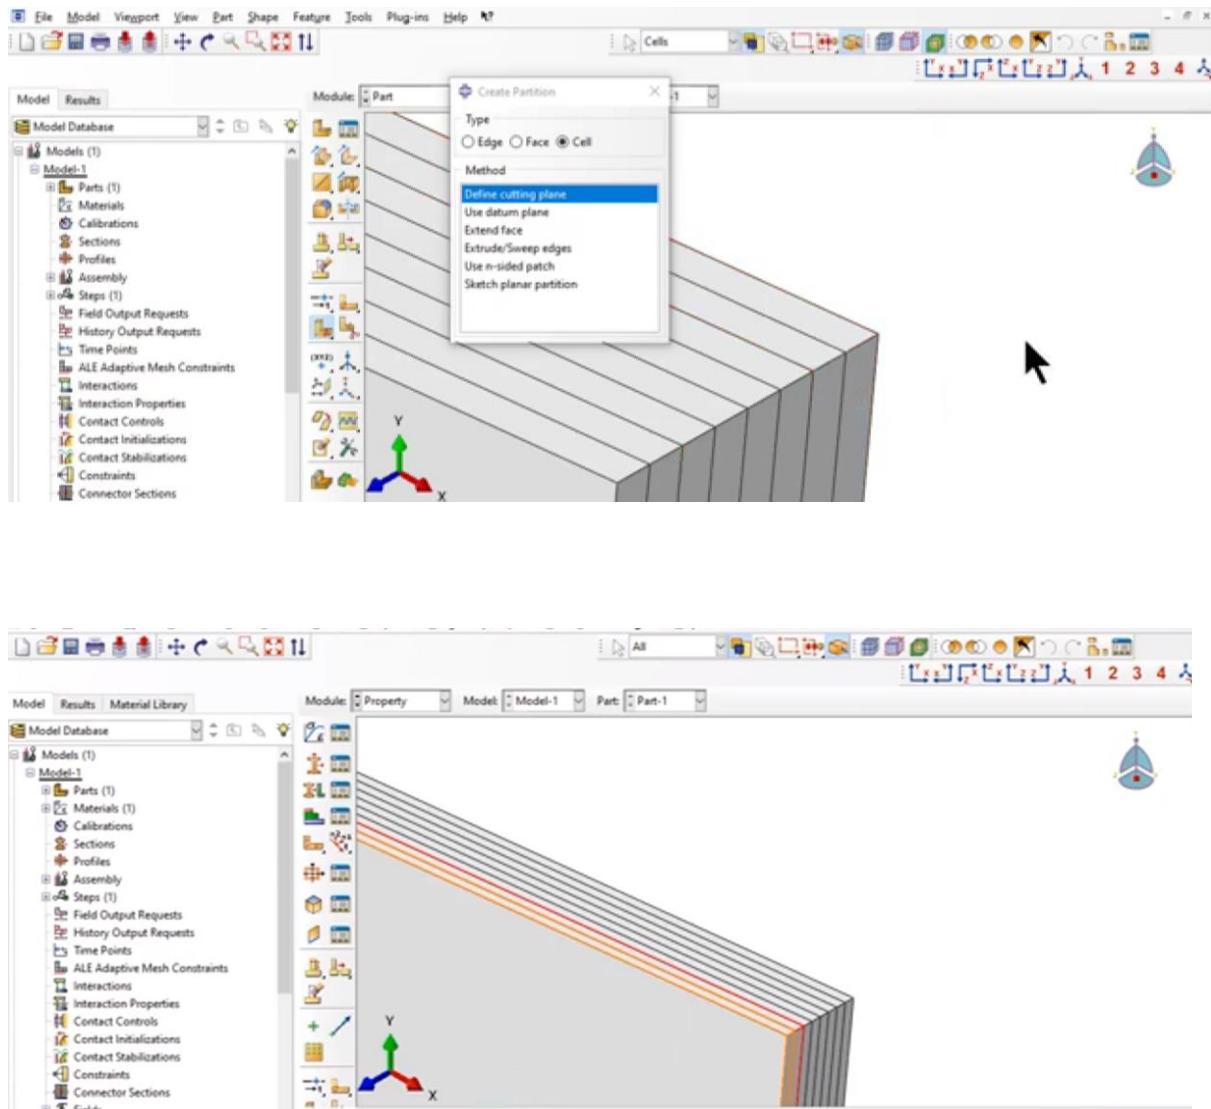 File Model Viewport View Part Shape Feature Tools Plug-ins Help
Cells
1 2 3 4
Model Results
Module: Part
-1
Model Database
Create Partition
Type
Edge Face Cell
Method
Define cutting plane
Use datum plane
Extend face
Extrude/Sweep edges
Use n-sided patch
Sketch planar partition
Models (1)
Model-1
Parts (1)
Materials
Calibrations
Sections
Profiles
Assembly
Steps (1)
Field Output Requests
History Output Requests
Time Points
ALE Adaptive Mesh Constraints
Interactions
Interaction Properties
Contact Controls
Contact Initializations
Contact Stabilizations
Constraints
Connector Sections
(XYZ)
Y
X
All
1 2 3 4
Model Results Material Library
Module: Property Model: Model-1 Part: Part-1
Model Database
Models (1)
Model-1
Parts (1)
Materials (1)
Calibrations
Sections
Profiles
Assembly
Steps (1)
Field Output Requests
History Output Requests
Time Points
ALE Adaptive Mesh Constraints
Interactions
Interaction Properties
Contact Controls
Contact Initializations
Contact Stabilizations
Constraints
Connector Sections
Y
X